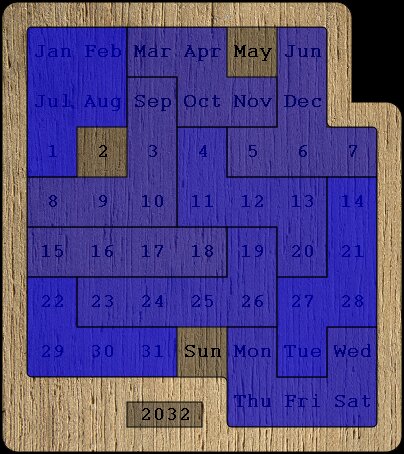 Jan Feb Mar Apr May Jun
Jul Aug Sep Oct Nov Dec
1 2 3 4 5 6 7
8 9 10 11 12 13 14
15 16 17 18 19 20 21
22 23 24 25 26 27 28
29 30 31 Sun Mon Tue Wed
Thu Fri Sat
2032